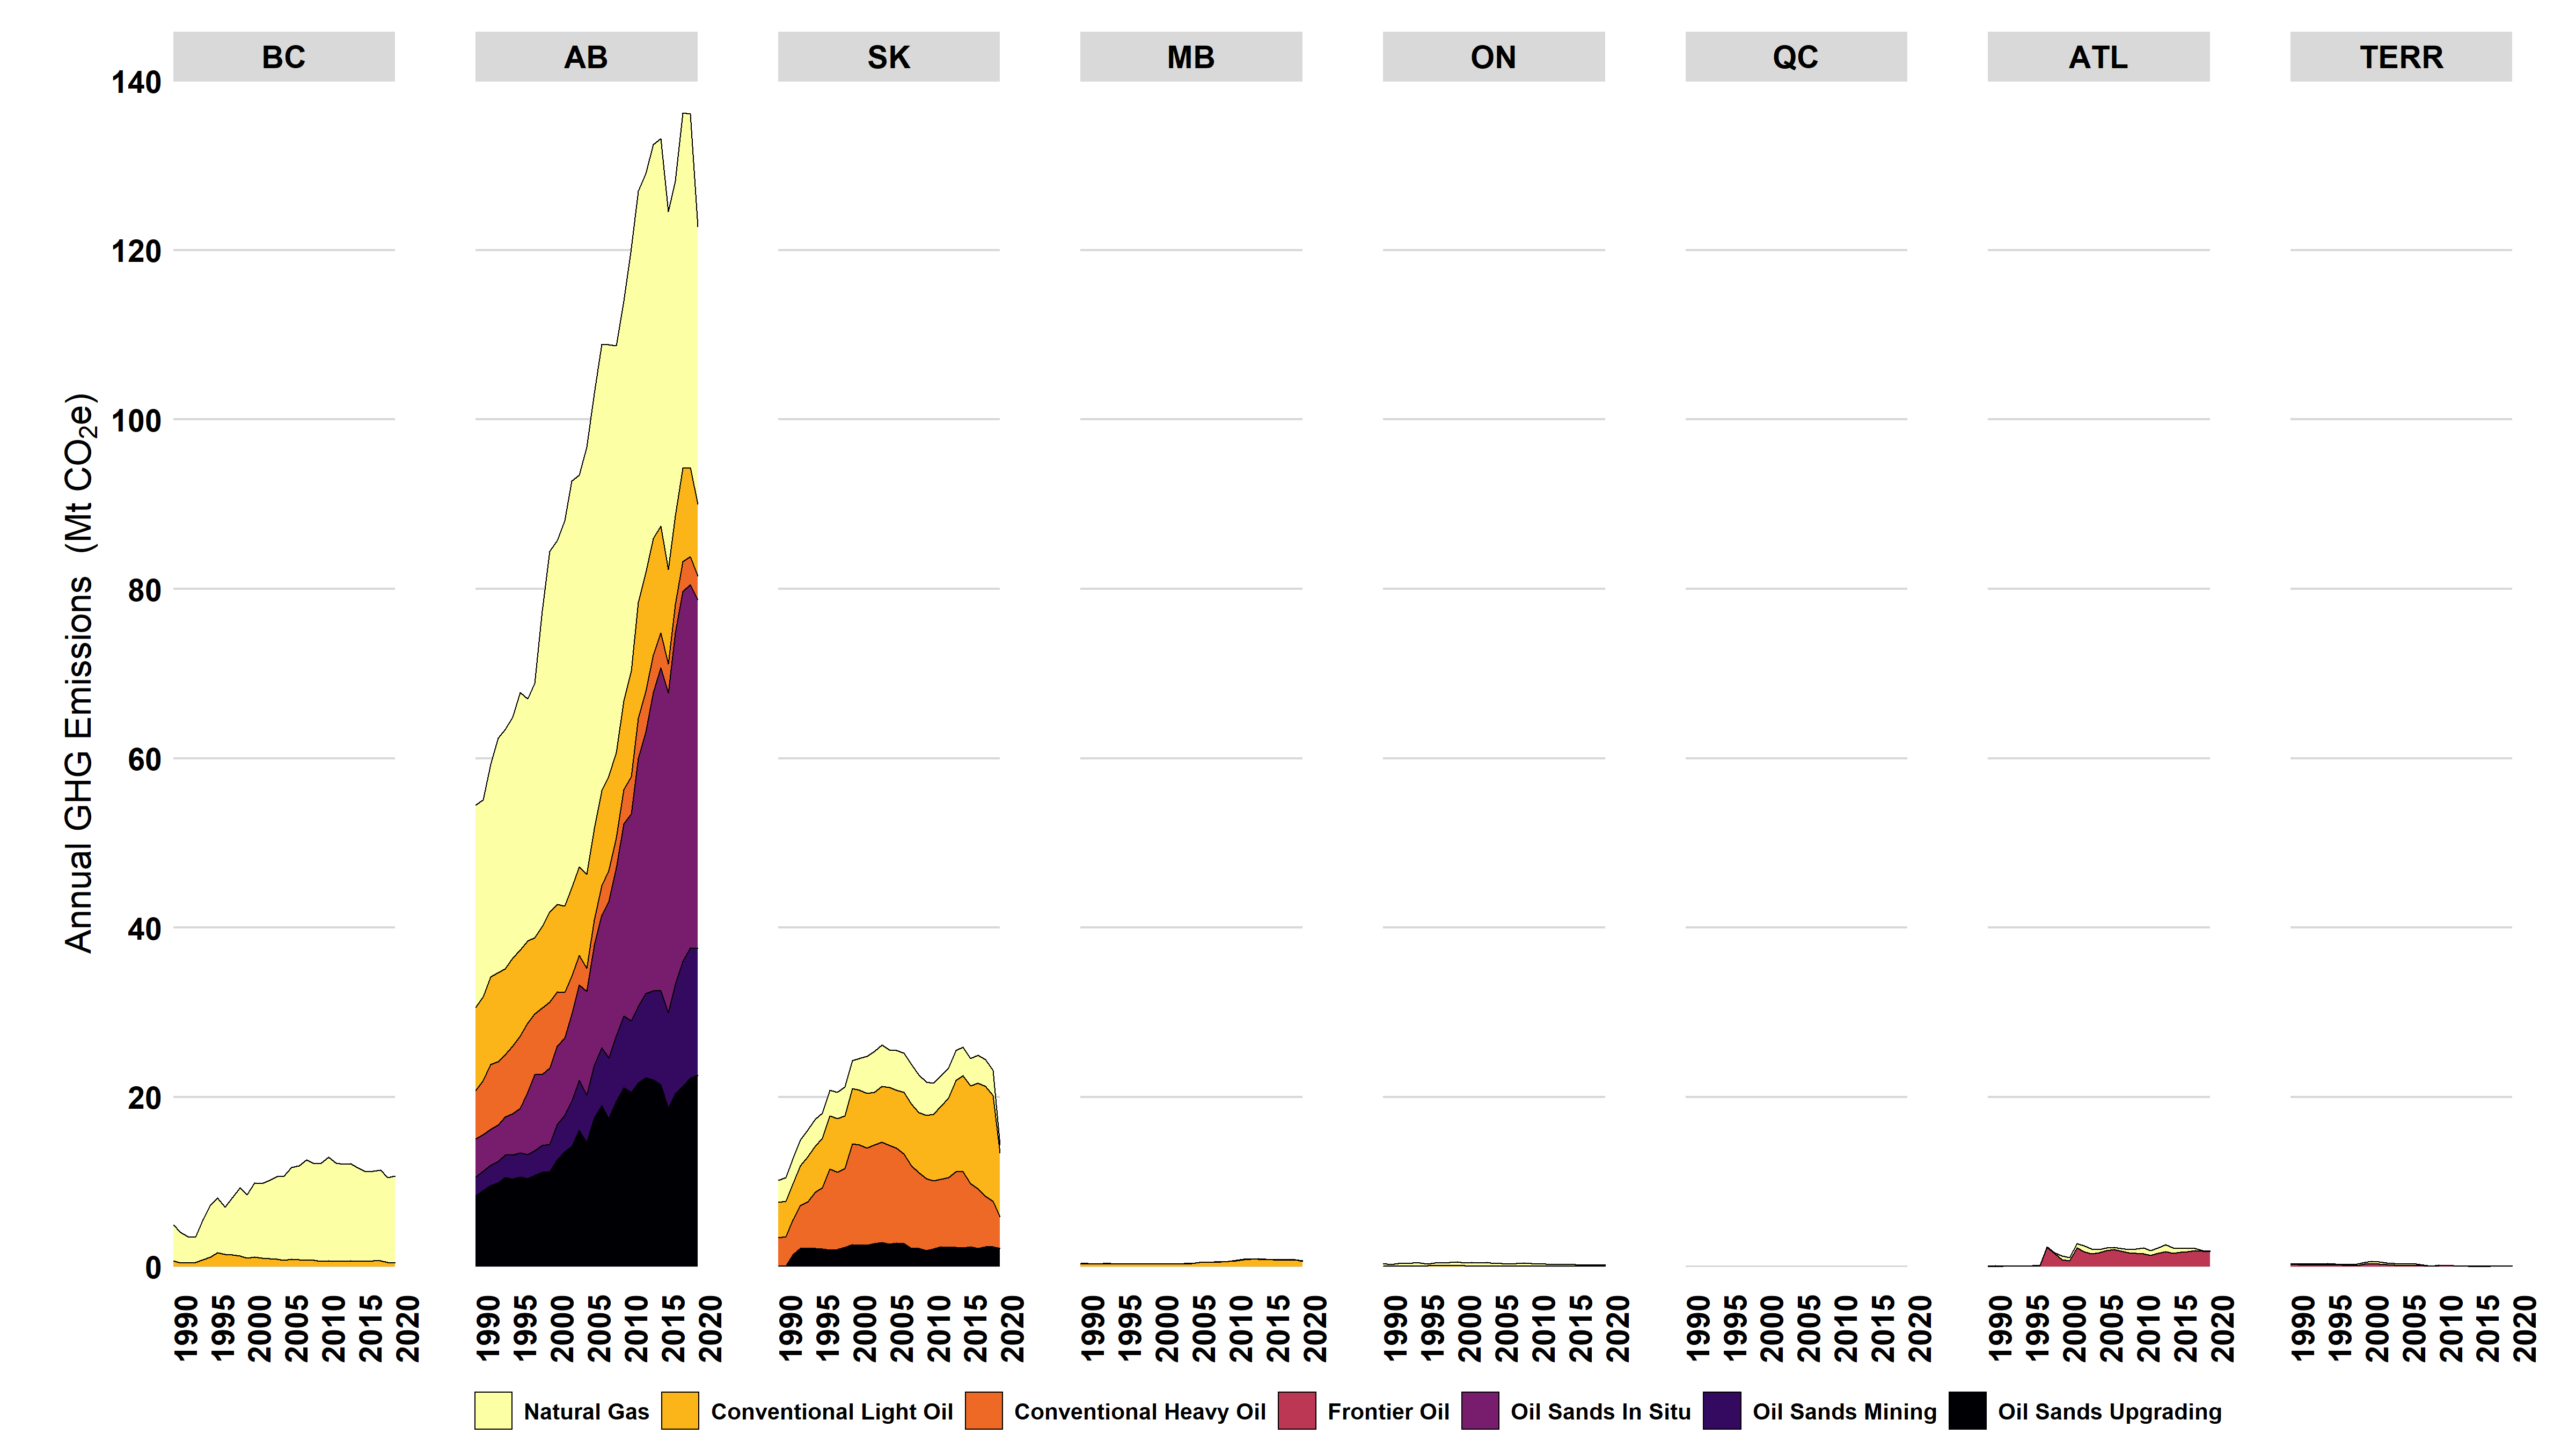 BC AB SK MB ON QC ATL TERR
140
120
100
80
60
40
20
0
Annual GHG Emissions (Mt CO₂e)
1990 1995 2000 2005 2010 2015 2020 1990 1995 2000 2005 2010 2015 2020 1990 1995 2000 2005 2010 2015 2020 1990 1995 2000 2005 2010 2015 2020 1990 1995 2000 2005 2010 2015 2020 1990 1995 2000 2005 2010 2015 2020 1990 1995 2000 2005 2010 2015 2020 1990 1995 2000 2005 2010 2015 2020
Natural Gas Conventional Light Oil Conventional Heavy Oil Frontier Oil Oil Sands In Situ Oil Sands Mining Oil Sands Upgrading